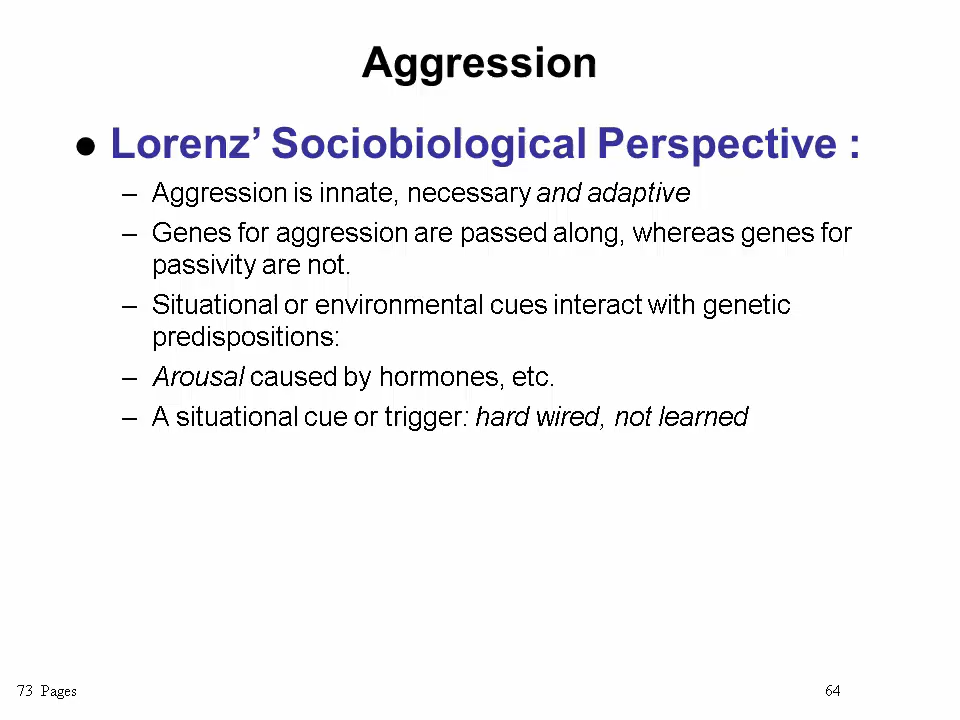 Aggression
● Lorenz’ Sociobiological Perspective :
– Aggression is innate, necessary and adaptive
– Genes for aggression are passed along, whereas genes for
passivity are not.
– Situational or environmental cues interact with genetic
predispositions:
– Arousal caused by hormones, etc.
– A situational cue or trigger: hard wired, not learned
73 Pages
64